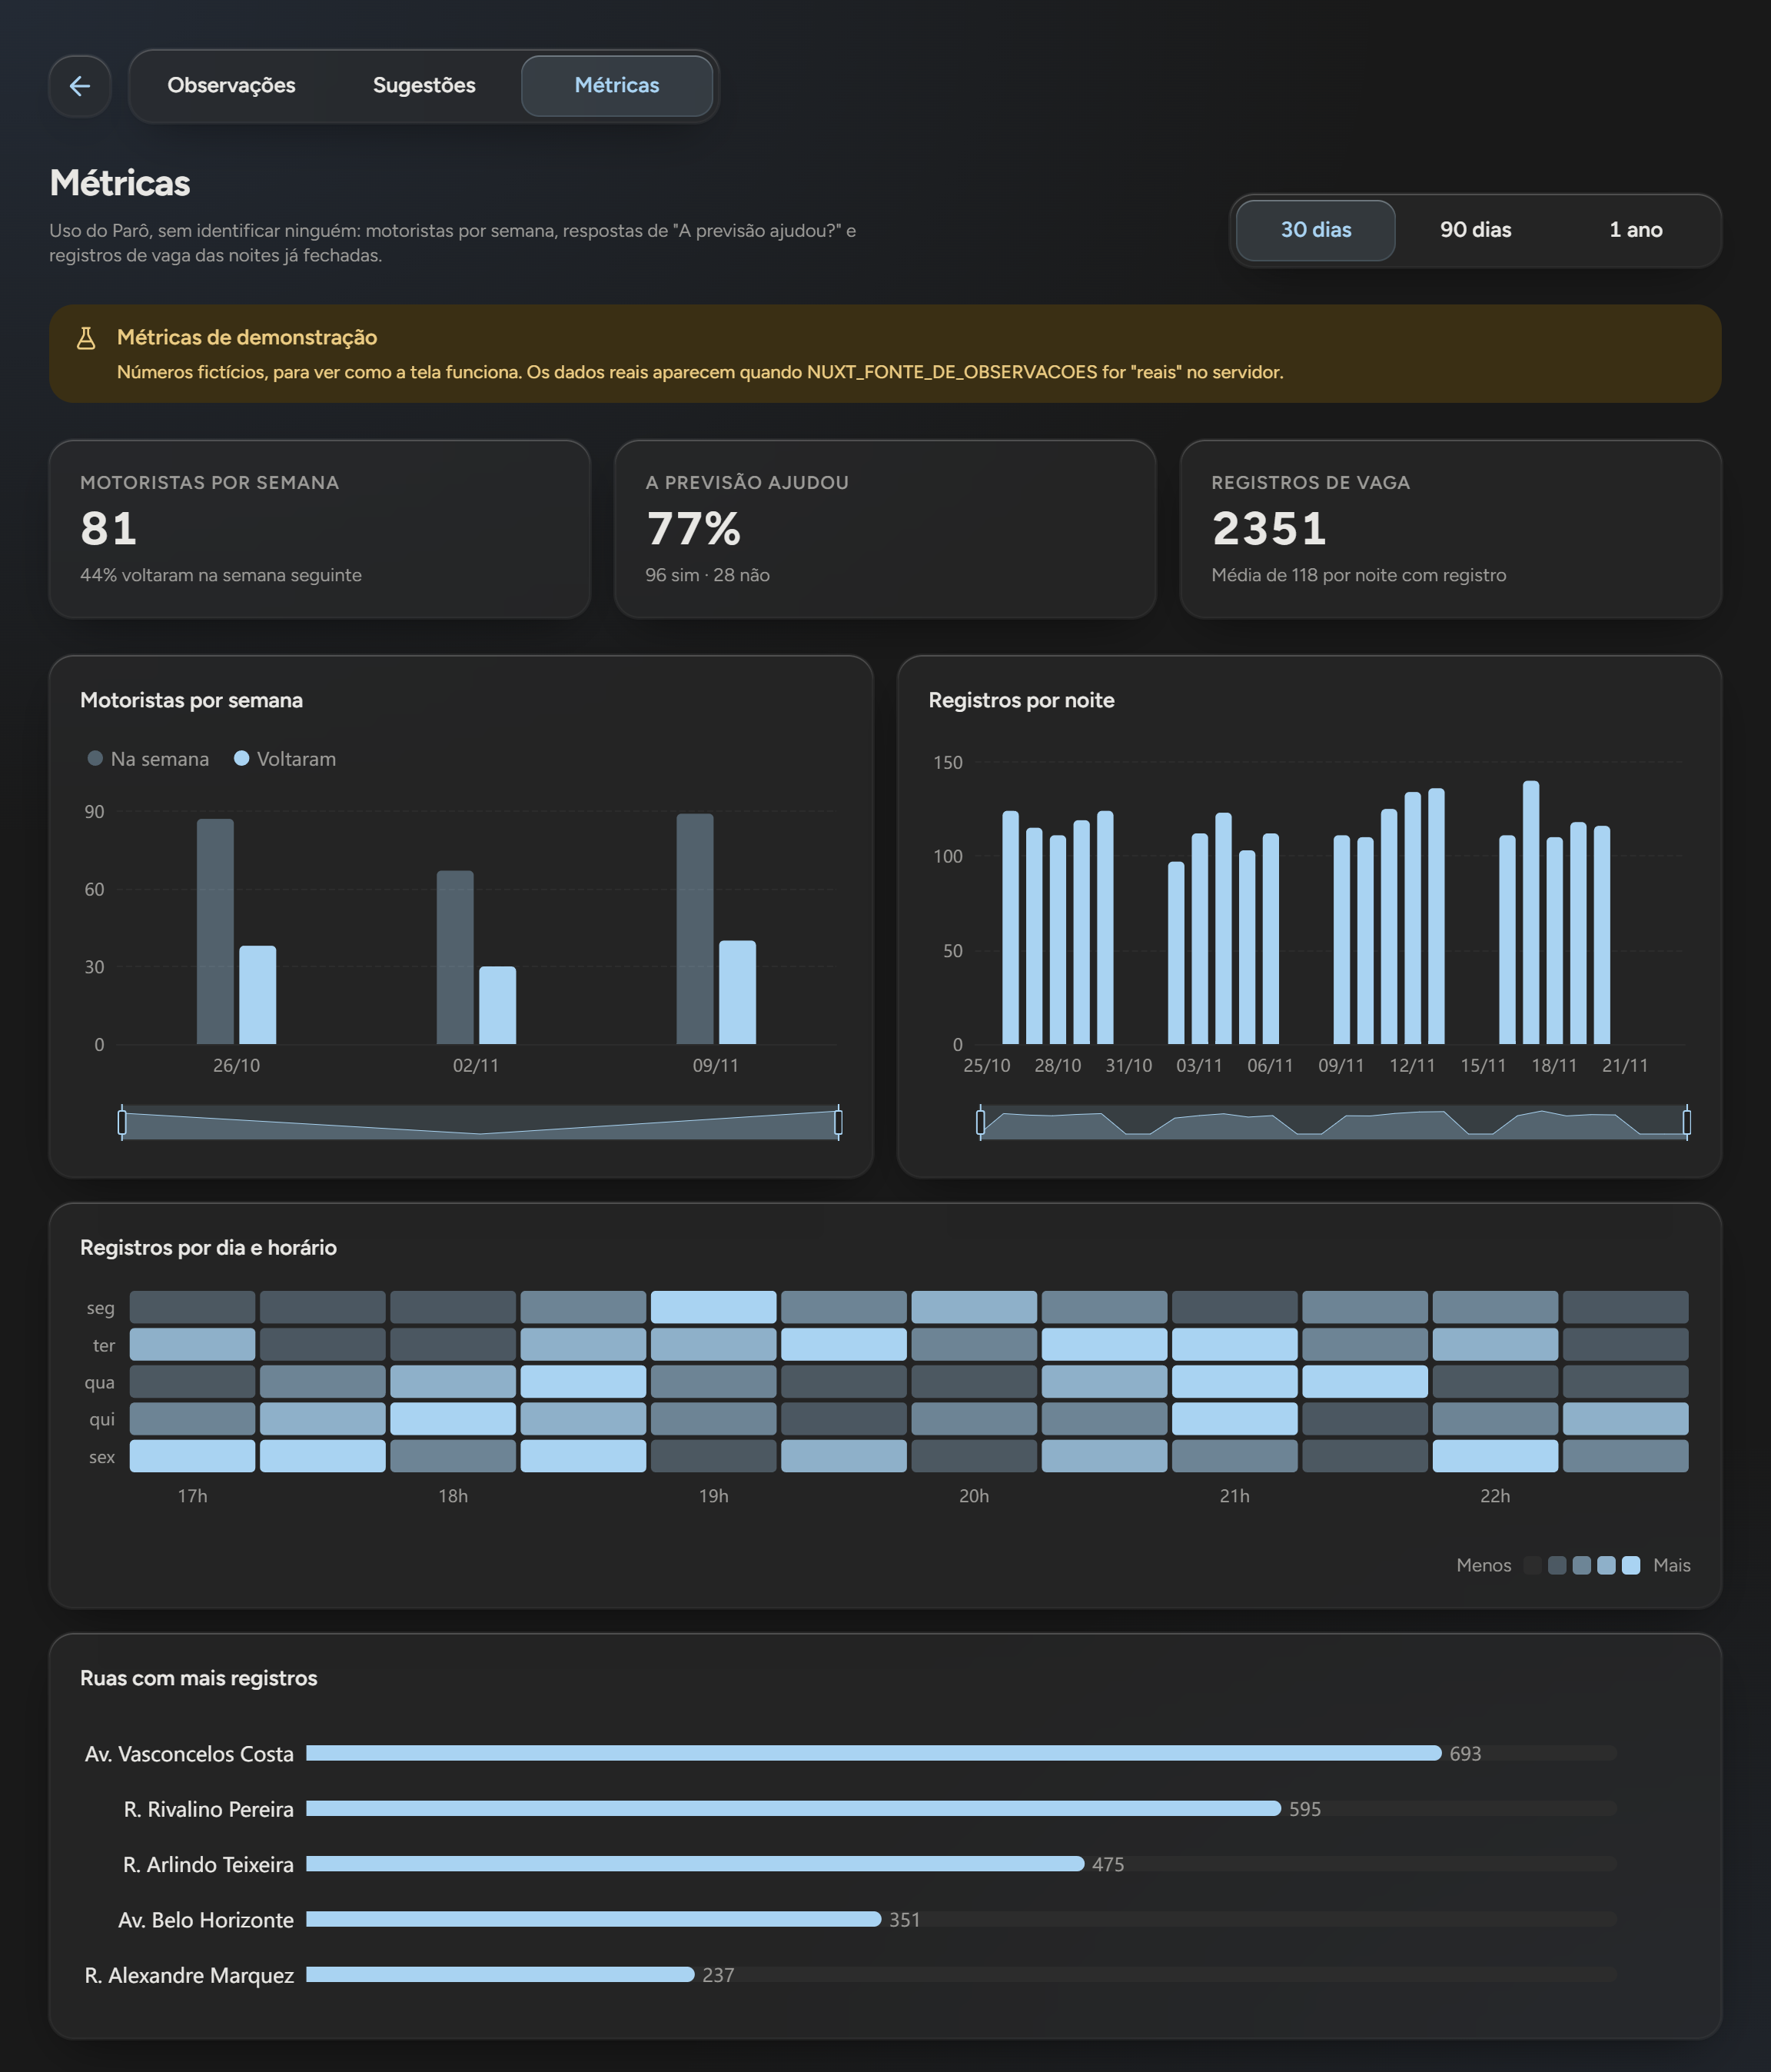 Observações
Sugestões
Métricas
Métricas
Uso do Parô, sem identificar ninguém: motoristas por semana, respostas de "A previsão ajudou?" e
registros de vaga das noites já fechadas.
30 dias
90 dias
1 ano
Métricas de demonstração
Números fictícios, para ver como a tela funciona. Os dados reais aparecem quando NUXT_FONTE_DE_OBSERVACOES for "reais" no servidor.
MOTORISTAS POR SEMANA
81
44% voltaram na semana seguinte
A PREVISÃO AJUDOU
77%
96 sim · 28 não
REGISTROS DE VAGA
2351
Média de 118 por noite com registro
Motoristas por semana
Na semana
Voltaram
90
60
30
0
26/10
02/11
09/11
Registros por noite
150
100
50
0
25/10
28/10
31/10
03/11
06/11
09/11
12/11
15/11
18/11
21/11
Registros por dia e horário
seg
ter
qua
qui
sex
17h
18h
19h
20h
21h
22h
Menos
Mais
Ruas com mais registros
Av. Vasconcelos Costa
693
R. Rivalino Pereira
595
R. Arlindo Teixeira
475
Av. Belo Horizonte
351
R. Alexandre Marquez
237